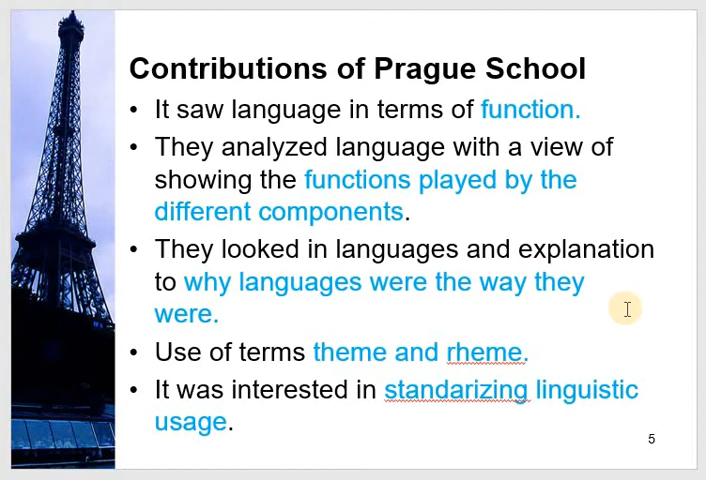 Contributions of Prague School
• It saw language in terms of function.
• They analyzed language with a view of
showing the functions played by the
different components.
• They looked in languages and explanation
to why languages were the way they
were.
• Use of terms theme and rheme.
• It was interested in standarizing linguistic
usage.
5